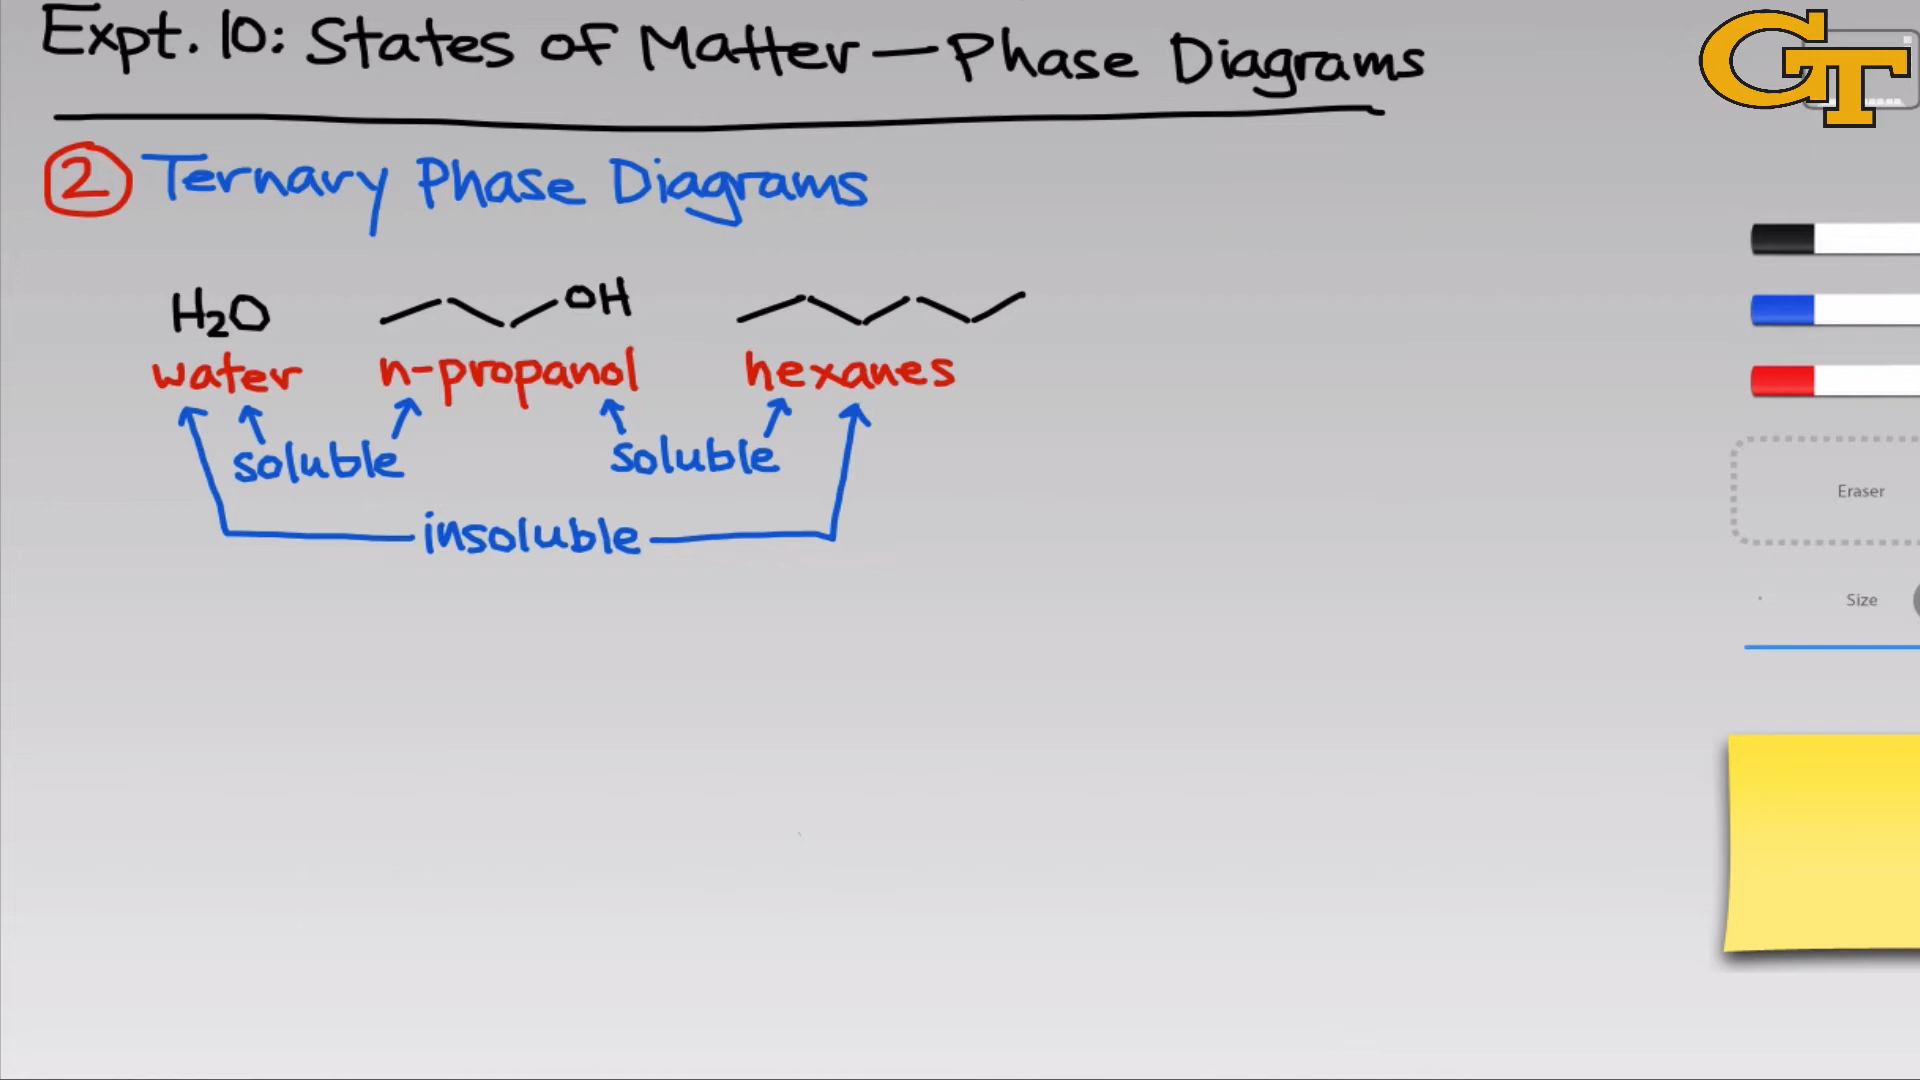 Expt. 10: States of Matter — Phase Diagrams
GT
2 Ternary Phase Diagrams
H₂O OH
water n-propanol hexanes
soluble soluble
insoluble
Eraser
Size